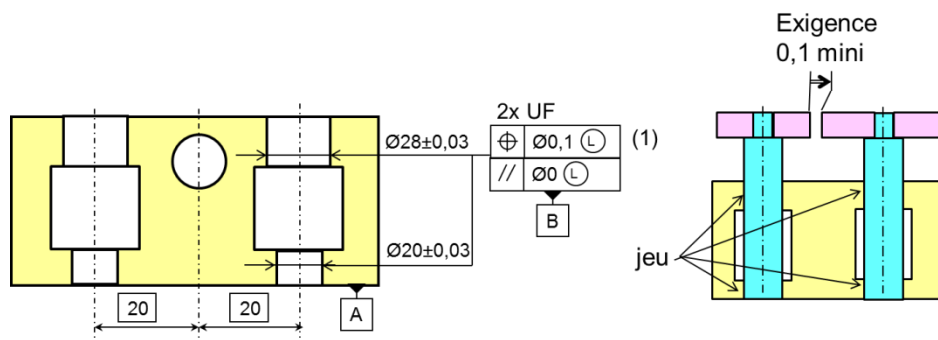 Exigence
0,1 mini
2x UF
Ø28±0,03
⌖ Ø0,1 Ⓛ (1)
// Ø0 Ⓛ
B
Ø20±0,03
jeu
20
20
A